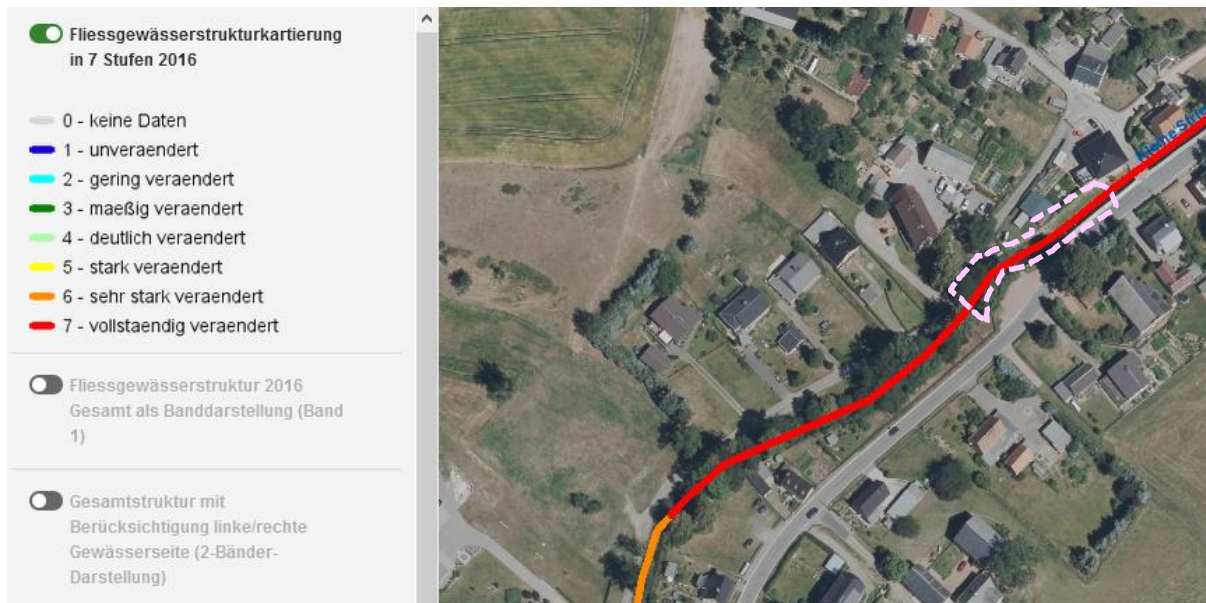 Fliessgewässerstrukturkartierung
in 7 Stufen 2016
0 - keine Daten
1 - unveraendert
2 - gering veraendert
3 - maeßig veraendert
4 - deutlich veraendert
5 - stark veraendert
6 - sehr stark veraendert
7 - vollstaendig veraendert
Fliessgewässerstruktur 2016
Gesamt als Banddarstellung (Band
1)
Gesamtstruktur mit
Berücksichtigung linke/rechte
Gewässerseite (2-Bänder-
Darstellung)
Kleine